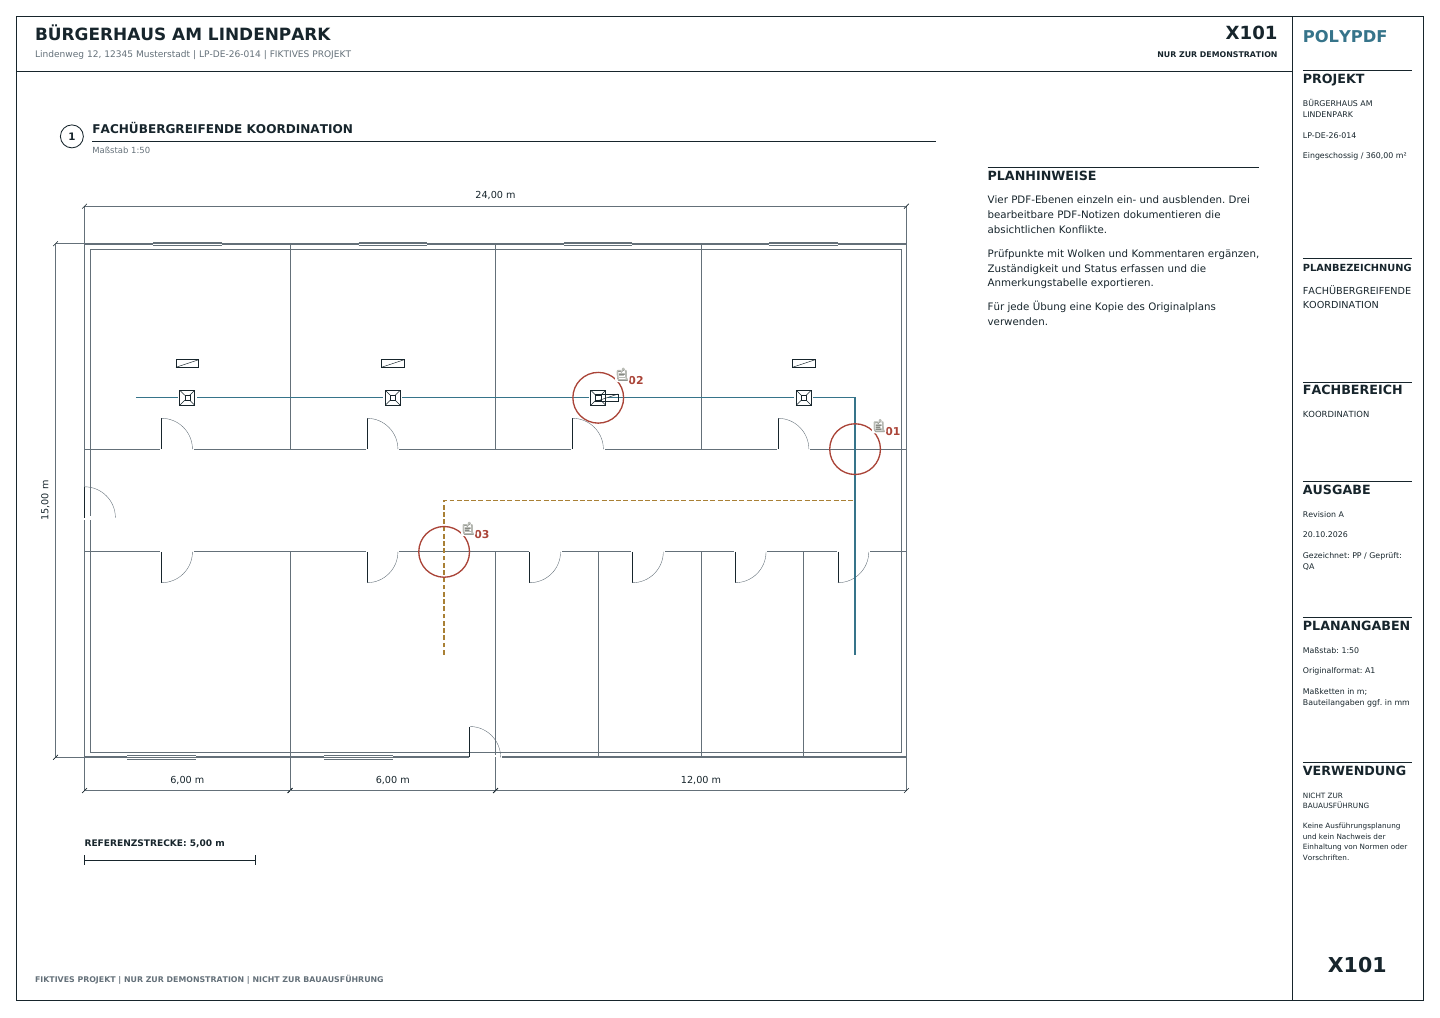 BÜRGERHAUS AM LINDENPARK
Lindenweg 12, 12345 Musterstadt | LP-DE-26-014 | FIKTIVES PROJEKT
X101
NUR ZUR DEMONSTRATION
1
FACHÜBERGREIFENDE KOORDINATION
Maßstab 1:50
24,00 m
15,00 m
02
01
03
6,00 m
6,00 m
12,00 m
REFERENZSTRECKE: 5,00 m
PLANHINWEISE
Vier PDF-Ebenen einzeln ein- und ausblenden. Drei
bearbeitbare PDF-Notizen dokumentieren die
absichtlichen Konflikte.
Prüfpunkte mit Wolken und Kommentaren ergänzen,
Zuständigkeit und Status erfassen und die
Anmerkungstabelle exportieren.
Für jede Übung eine Kopie des Originalplans
verwenden.
POLYPDF
PROJEKT
BÜRGERHAUS AM
LINDENPARK
LP-DE-26-014
Eingeschossig / 360,00 m²
PLANBEZEICHNUNG
FACHÜBERGREIFENDE
KOORDINATION
FACHBEREICH
KOORDINATION
AUSGABE
Revision A
20.10.2026
Gezeichnet: PP / Geprüft:
QA
PLANANGABEN
Maßstab: 1:50
Originalformat: A1
Maßketten in m;
Bauteilangaben ggf. in mm
VERWENDUNG
NICHT ZUR
BAUAUSFÜHRUNG
Keine Ausführungsplanung
und kein Nachweis der
Einhaltung von Normen oder
Vorschriften.
X101
FIKTIVES PROJEKT | NUR ZUR DEMONSTRATION | NICHT ZUR BAUAUSFÜHRUNG